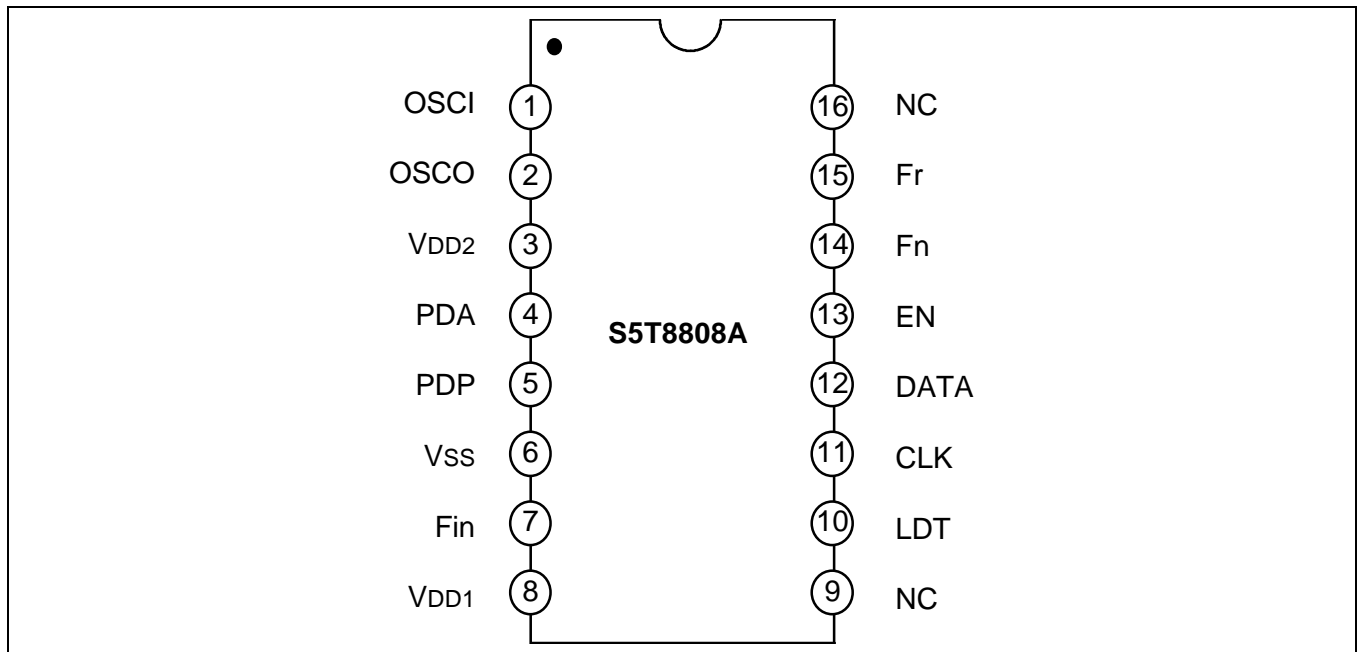 OSCI 1 16 NC
OSCO 2 15 Fr
VDD2 3 14 Fn
PDA 4 13 EN
S5T8808A
PDP 5 12 DATA
VSS 6 11 CLK
Fin 7 10 LDT
VDD1 8 9 NC